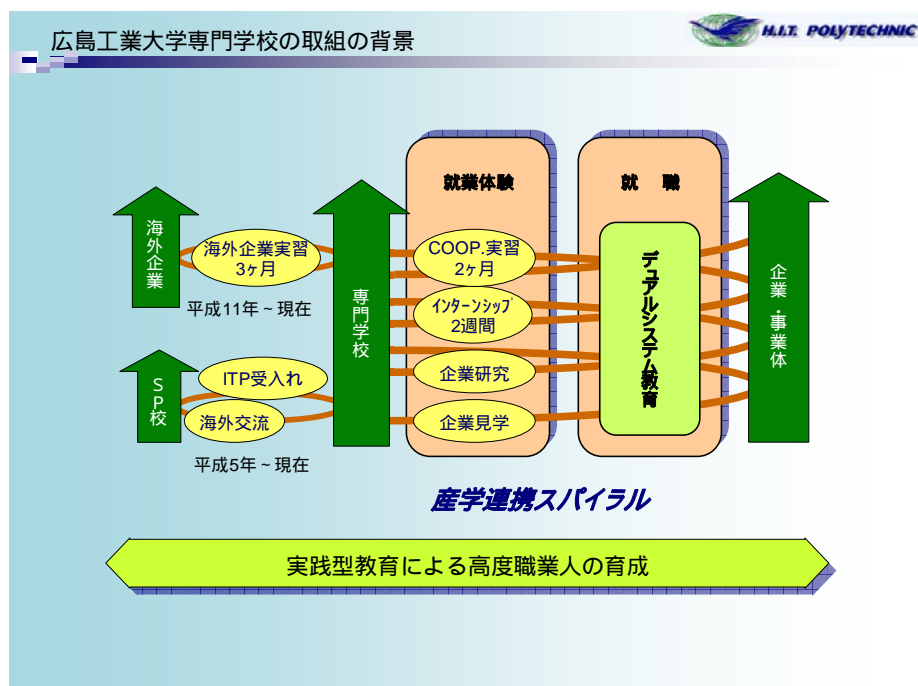 広島工業大学専門学校の取組の背景
H.I.T. POLYTECHNIC
就業体験
就 職
海外企業
海外企業実習
3ヶ月
平成11年～現在
専門学校
COOP.実習
2ヶ月
インターンシップ
2週間
企業研究
企業見学
デュアルシステム教育
企業・事業体
SP校
ITP受入れ
海外交流
平成5年～現在
産学連携スパイラル
実践型教育による高度職業人の育成